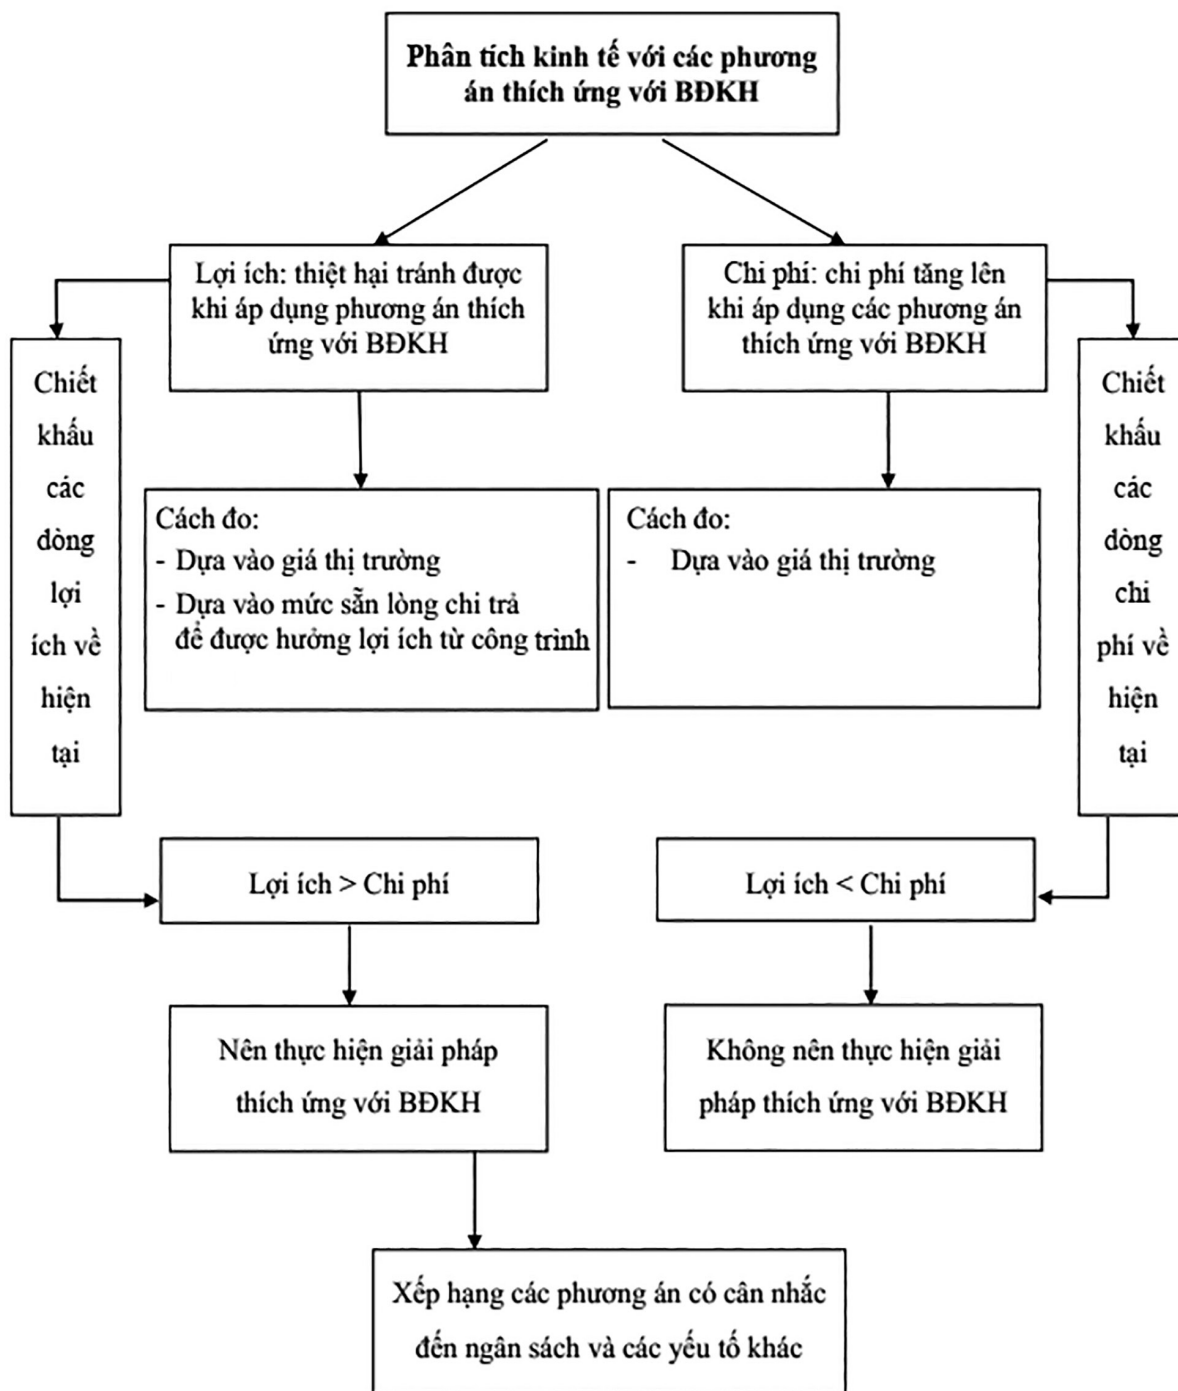 Phân tích kinh tế với các phương
án thích ứng với BĐKH
Lợi ích: thiệt hại tránh được
khi áp dụng phương án thích
ứng với BĐKH
Chi phí: chi phí tăng lên
khi áp dụng các phương án
thích ứng với BĐKH
Chiết
khấu
các
dòng
lợi
ích về
hiện
tại
Cách đo:
- Dựa vào giá thị trường
- Dựa vào mức sẵn lòng chi trả
để được hưởng lợi ích từ công trình
Cách đo:
- Dựa vào giá thị trường
Chiết
khấu
các
dòng
chi
phí về
hiện
tại
Lợi ích > Chi phí
Lợi ích < Chi phí
Nên thực hiện giải pháp
thích ứng với BĐKH
Không nên thực hiện giải
pháp thích ứng với BĐKH
Xếp hạng các phương án có cân nhắc
đến ngân sách và các yếu tố khác